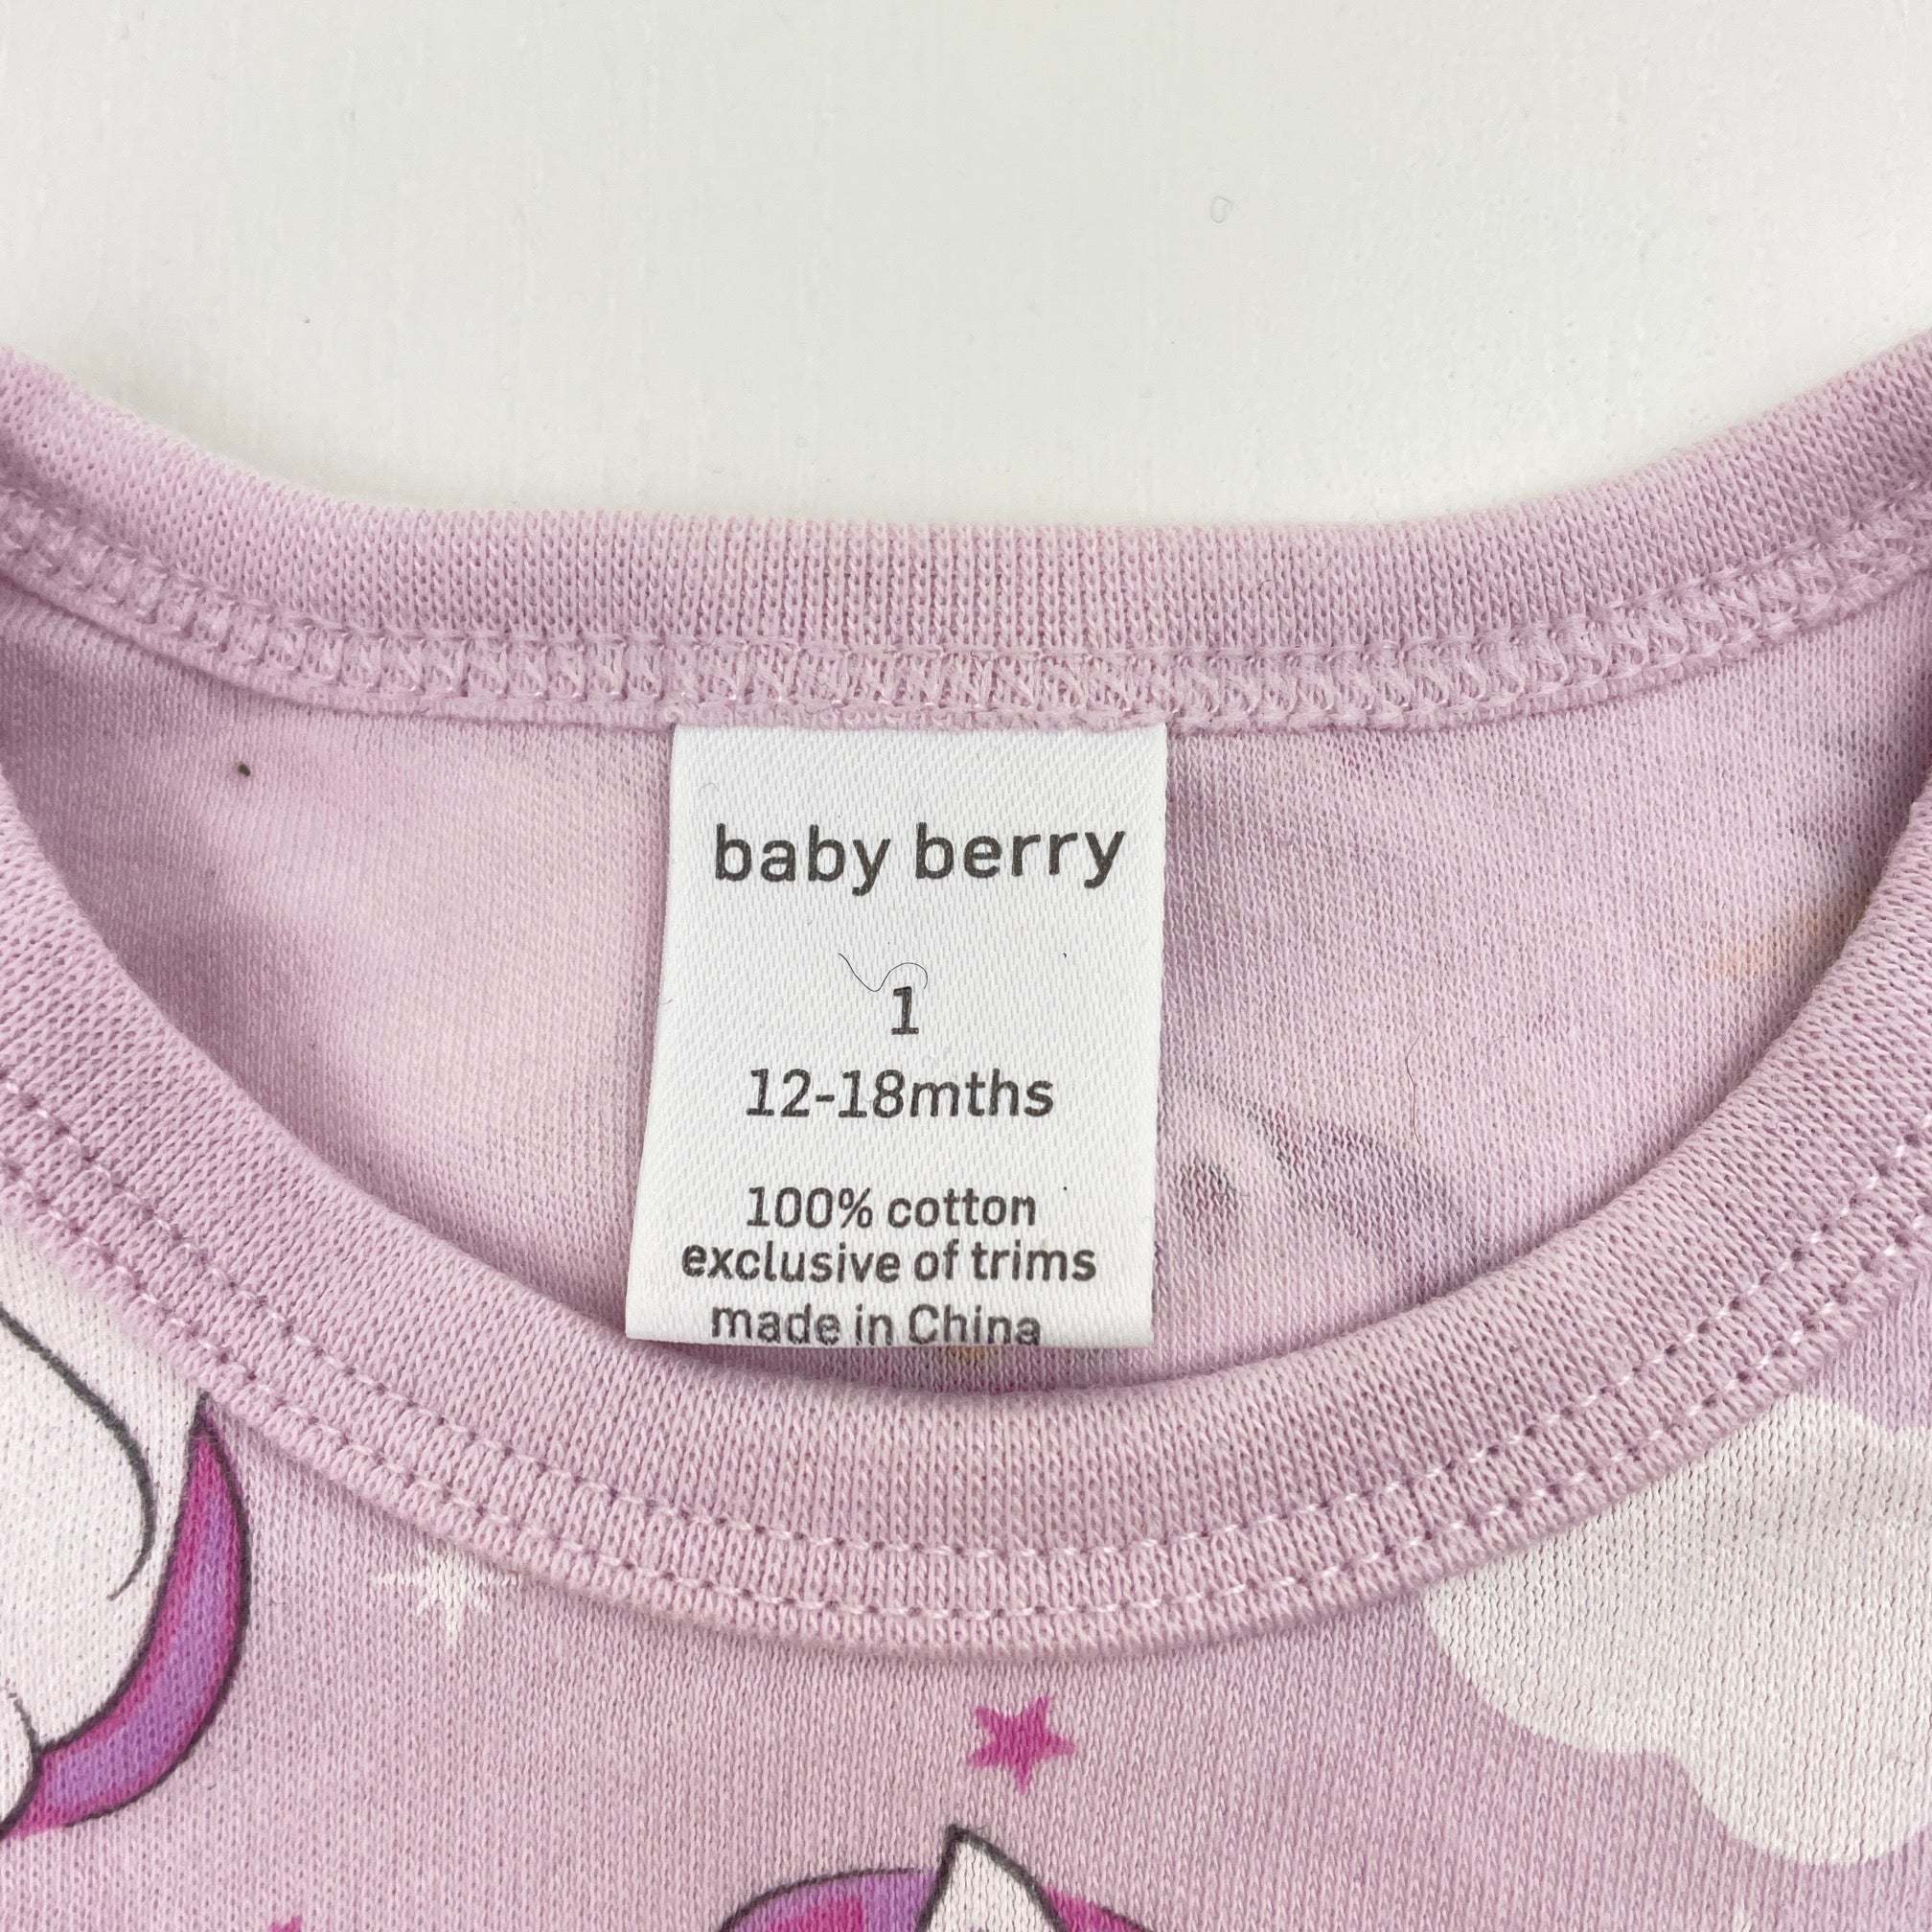 baby berry
1
12-18mths
100% cotton
exclusive of trims
made in China